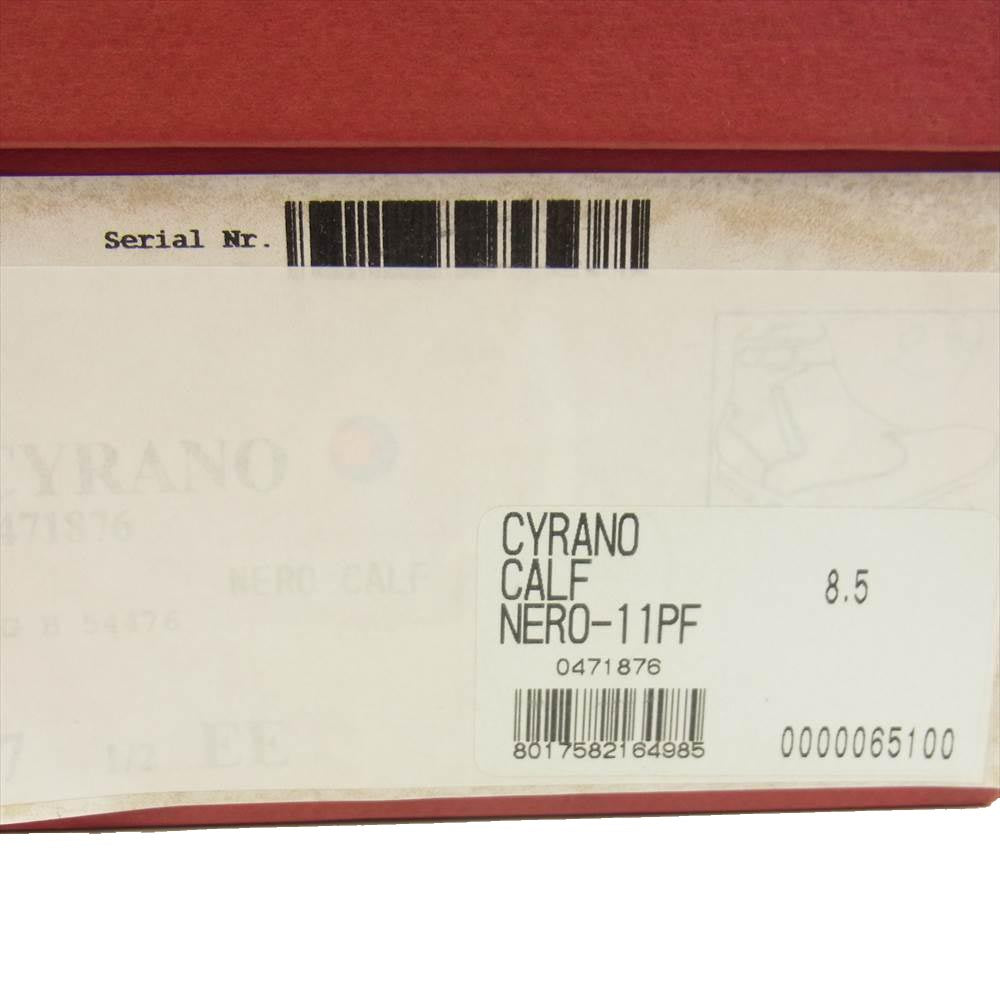 Serial Nr.
CYRANO
471876
NERO CALF
G B 54476
7 1/2 EE
CYRANO
CALF 8.5
NERO-11PF
0471876
8017582164985
0000065100